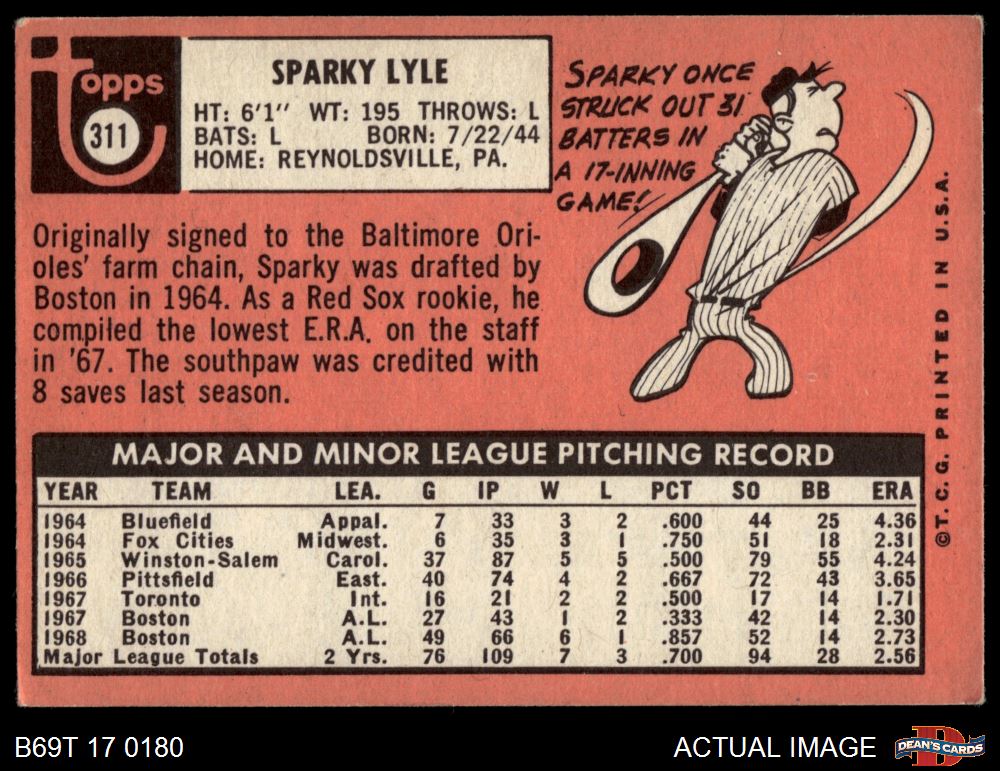 topps
311
SPARKY LYLE
HT: 6'1" WT: 195 THROWS: L
BATS: L BORN: 7/22/44
HOME: REYNOLDSVILLE, PA.
SPARKY ONCE
STRUCK OUT 31
BATTERS IN
A 17-INNING
GAME!
Originally signed to the Baltimore Ori-
oles' farm chain, Sparky was drafted by
Boston in 1964. As a Red Sox rookie, he
compiled the lowest E.R.A. on the staff
in '67. The southpaw was credited with
8 saves last season.
MAJOR AND MINOR LEAGUE PITCHING RECORD
YEAR TEAM LEA. G IP W L PCT SO BB ERA
1964 Bluefield Appal. 7 33 3 2 .600 44 25 4.36
1964 Fox Cities Midwest. 6 35 3 1 .750 51 18 2.31
1965 Winston-Salem Carol. 37 87 5 5 .500 79 55 4.24
1966 Pittsfield East. 40 74 4 2 .667 72 43 3.65
1967 Toronto Int. 16 21 2 2 .500 17 14 1.71
1967 Boston A.L. 27 43 1 2 .333 42 14 2.30
1968 Boston A.L. 49 66 6 1 .857 52 14 2.73
Major League Totals 2 Yrs. 76 109 7 3 .700 94 28 2.56
©T. C. G. PRINTED IN U.S.A.
B69T 17 0180
ACTUAL IMAGE
DEAN'S CARDS